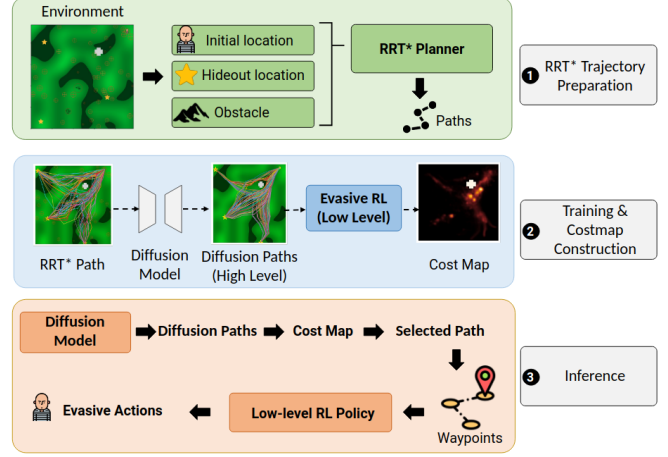 Environment
Initial location
Hideout location
Obstacle
RRT* Planner
Paths
1
RRT* Trajectory
Preparation
RRT* Path
Diffusion
Model
Diffusion Paths
(High Level)
Evasive RL
(Low Level)
Cost Map
2
Training &
Costmap
Construction
Diffusion
Model
Diffusion Paths
Cost Map
Selected Path
Waypoints
Low-level RL Policy
Evasive Actions
3
Inference